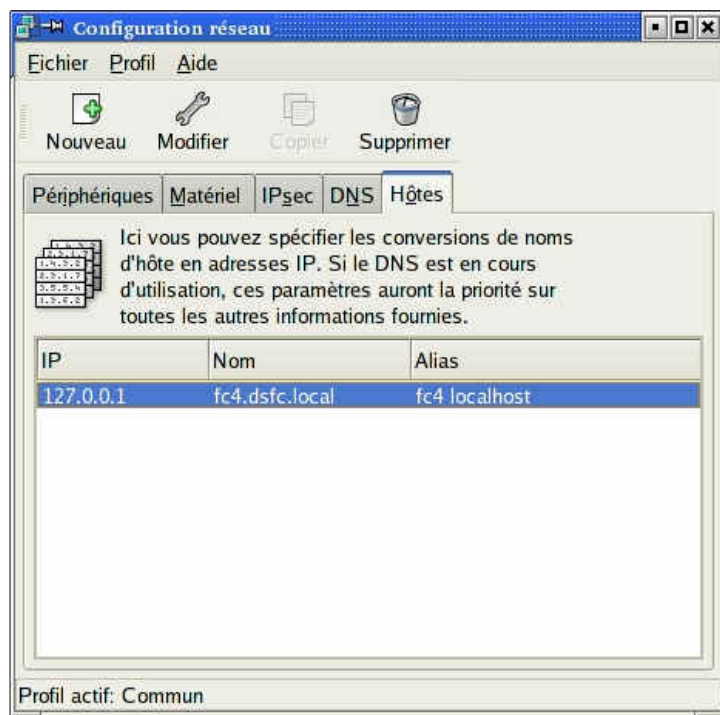 Configuration réseau
Fichier Profil Aide
Nouveau Modifier Copier Supprimer
Périphériques Matériel IPsec DNS Hôtes
Ici vous pouvez spécifier les conversions de noms
d'hôte en adresses IP. Si le DNS est en cours
d'utilisation, ces paramètres auront la priorité sur
toutes les autres informations fournies.
IP Nom Alias
127.0.0.1 fc4.dsfc.local fc4 localhost
Profil actif: Commun